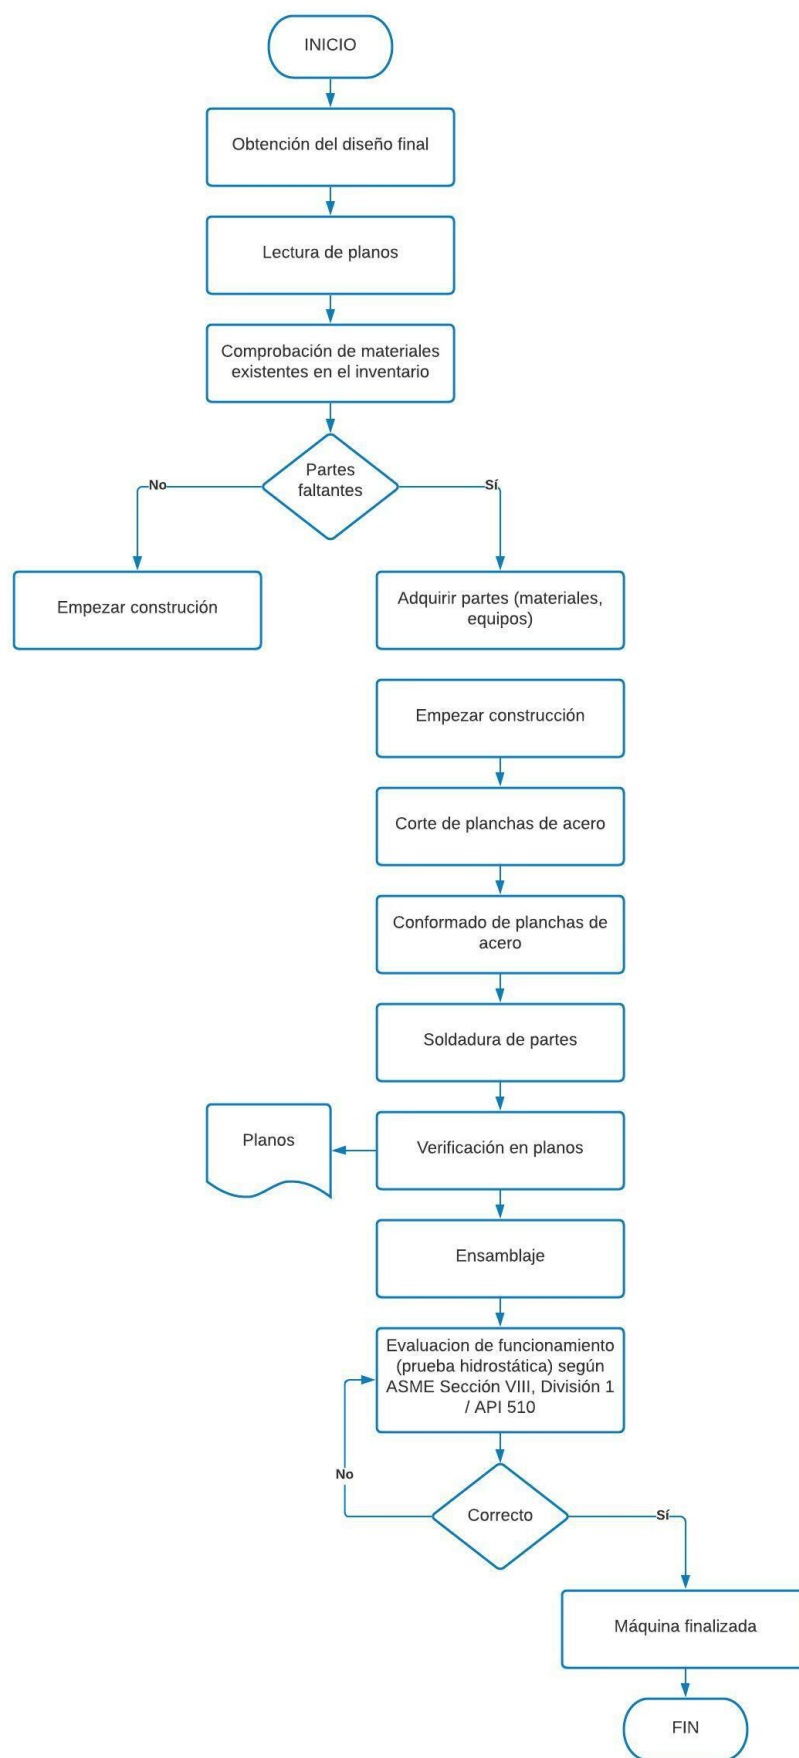 INICIO
Obtención del diseño final
Lectura de planos
Comprobación de materiales
existentes en el inventario
Partes
faltantes
No
Sí
Empezar construción
Adquirir partes (materiales,
equipos)
Empezar construcción
Corte de planchas de acero
Conformado de planchas de
acero
Soldadura de partes
Planos
Verificación en planos
Ensamblaje
Evaluacion de funcionamiento
(prueba hidrostática) según
ASME Sección VIII, División 1
/ API 510
No
Correcto
Sí
Máquina finalizada
FIN